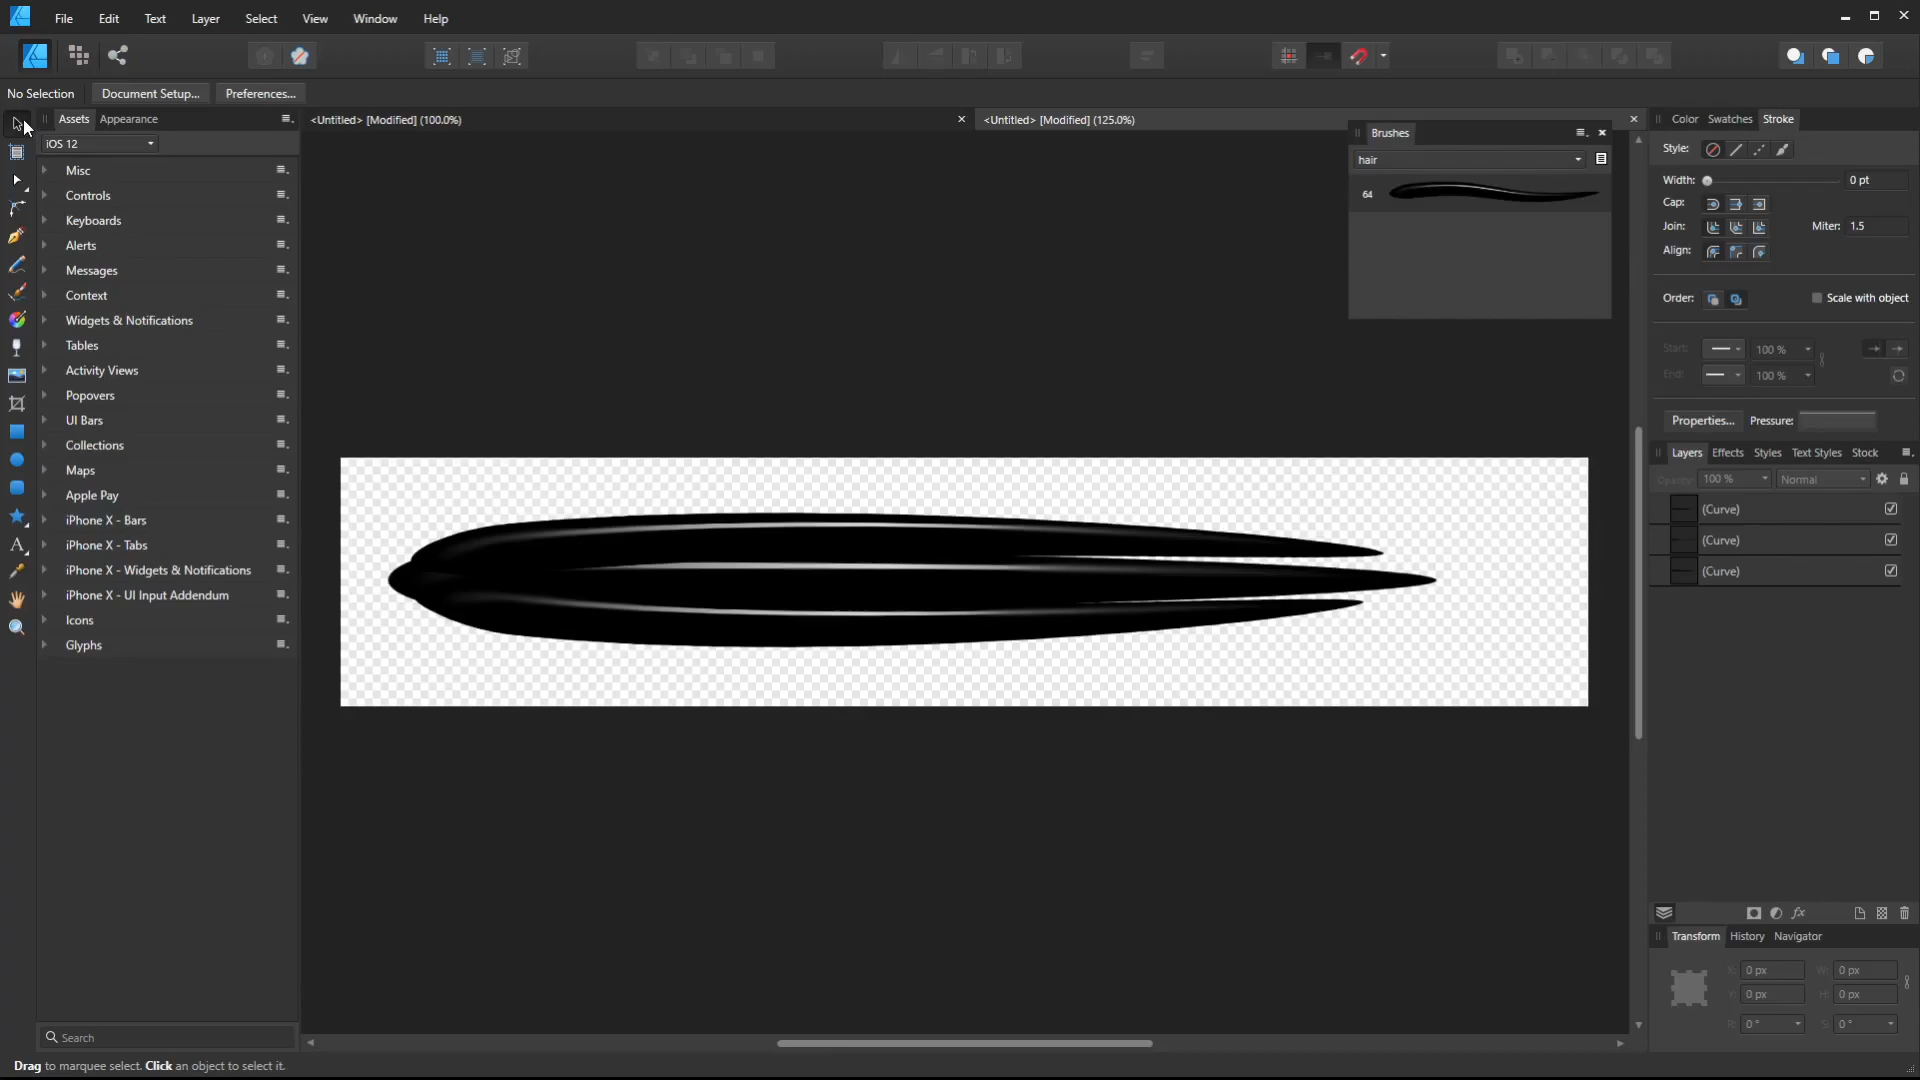 File Edit Text Layer Select View Window Help
No Selection Document Setup... Preferences...
Assets Appearance
<Untitled> [Modified] (100.0%)
<Untitled> [Modified] (125.0%)
iOS 12
Misc
Controls
Keyboards
Alerts
Messages
Context
Widgets & Notifications
Tables
Activity Views
Popovers
UI Bars
Collections
Maps
Apple Pay
iPhone X - Bars
iPhone X - Tabs
iPhone X - Widgets & Notifications
iPhone X - UI Input Addendum
Icons
Glyphs
Search
Brushes
hair
64
Color Swatches Stroke
Style:
Width: 0 pt
Cap:
Join: Miter: 1.5
Align:
Order: Scale with object
Start: 100 %
End: 100 %
Properties... Pressure:
Layers Effects Styles Text Styles Stock
Opacity: 100 % Normal
(Curve)
(Curve)
(Curve)
Transform History Navigator
X: 0 px W: 0 px
Y: 0 px H: 0 px
R: 0 ° S: 0 °
Drag to marquee select. Click an object to select it.